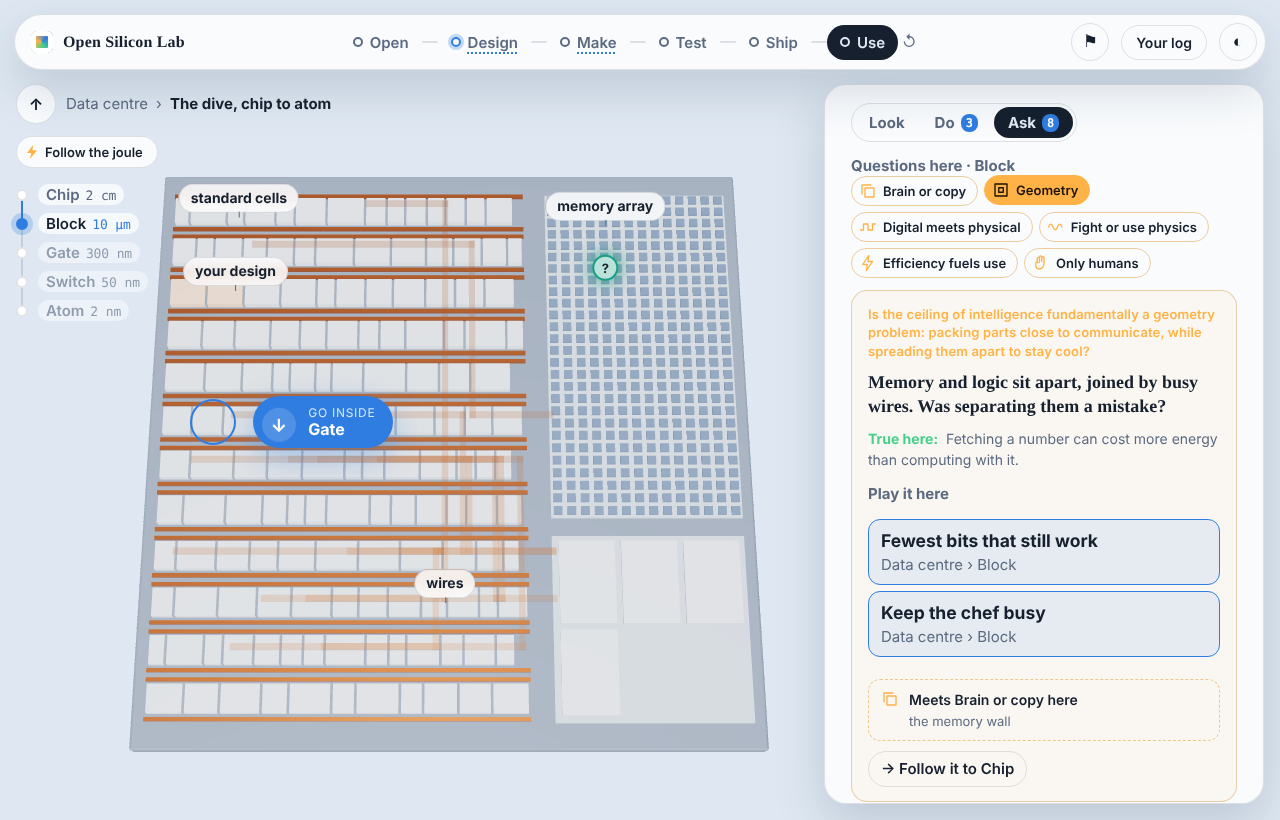 Open Silicon Lab
Open
Design
Make
Test
Ship
Use
Your log
Data centre › The dive, chip to atom
Follow the joule
Chip 2 cm
Block 10 µm
Gate 300 nm
Switch 50 nm
Atom 2 nm
standard cells
your design
memory array
?
GO INSIDE
Gate
wires
Look
Do 3
Ask 8
Questions here · Block
Brain or copy
Geometry
Digital meets physical
Fight or use physics
Efficiency fuels use
Only humans
Is the ceiling of intelligence fundamentally a geometry
problem: packing parts close to communicate, while
spreading them apart to stay cool?
Memory and logic sit apart, joined by busy
wires. Was separating them a mistake?
True here: Fetching a number can cost more energy
than computing with it.
Play it here
Fewest bits that still work
Data centre › Block
Keep the chef busy
Data centre › Block
Meets Brain or copy here
the memory wall
→ Follow it to Chip